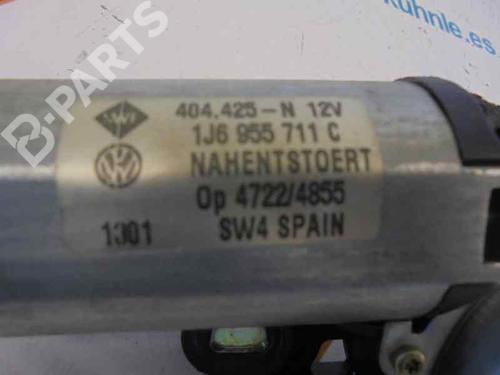 kuhnle.es
B-PARTS
404.425-N 12V
1J6 955 711 C
NAHENTSTOERT
Op 4722/4855
1301 SW4 SPAIN